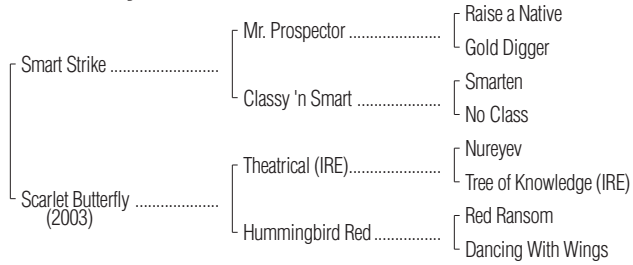 Raise a Native
Mr. Prospector ....................
Gold Digger
Smart Strike ........................
Smarten
Classy 'n Smart ..................
No Class
Nureyev
Theatrical (IRE)....................
Tree of Knowledge (IRE)
Scarlet Butterfly ..................
(2003)
Red Ransom
Hummingbird Red ...............
Dancing With Wings